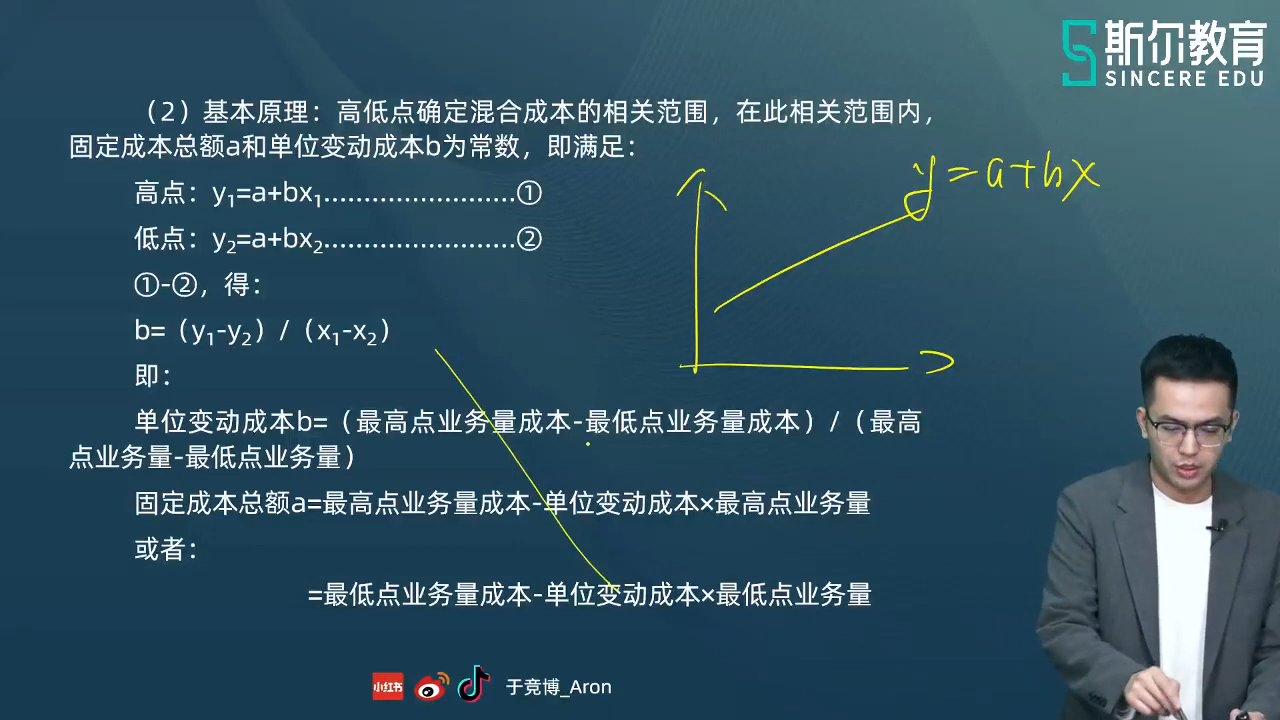 斯尔教育
SINCERE EDU
（2）基本原理：高低点确定混合成本的相关范围，在此相关范围内，
固定成本总额a和单位变动成本b为常数，即满足：
高点：y₁=a+bx₁........................①
低点：y₂=a+bx₂........................②
y=a+bx
①-②，得：
b=（y₁-y₂）/（x₁-x₂）
即：
单位变动成本b=（最高点业务量成本-最低点业务量成本）/（最高
点业务量-最低点业务量）
固定成本总额a=最高点业务量成本-单位变动成本×最高点业务量
或者：
=最低点业务量成本-单位变动成本×最低点业务量
小红书
于竞博_Aron